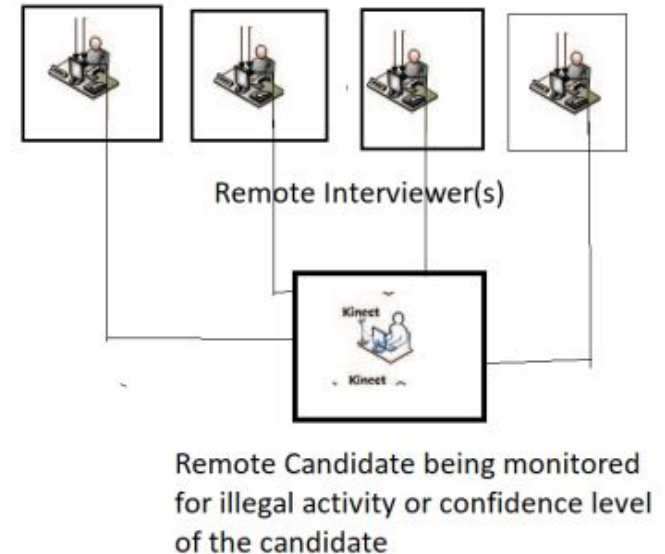 Remote Interviewer(s)
Kinect
Kinect
Remote Candidate being monitored
for illegal activity or confidence level
of the candidate